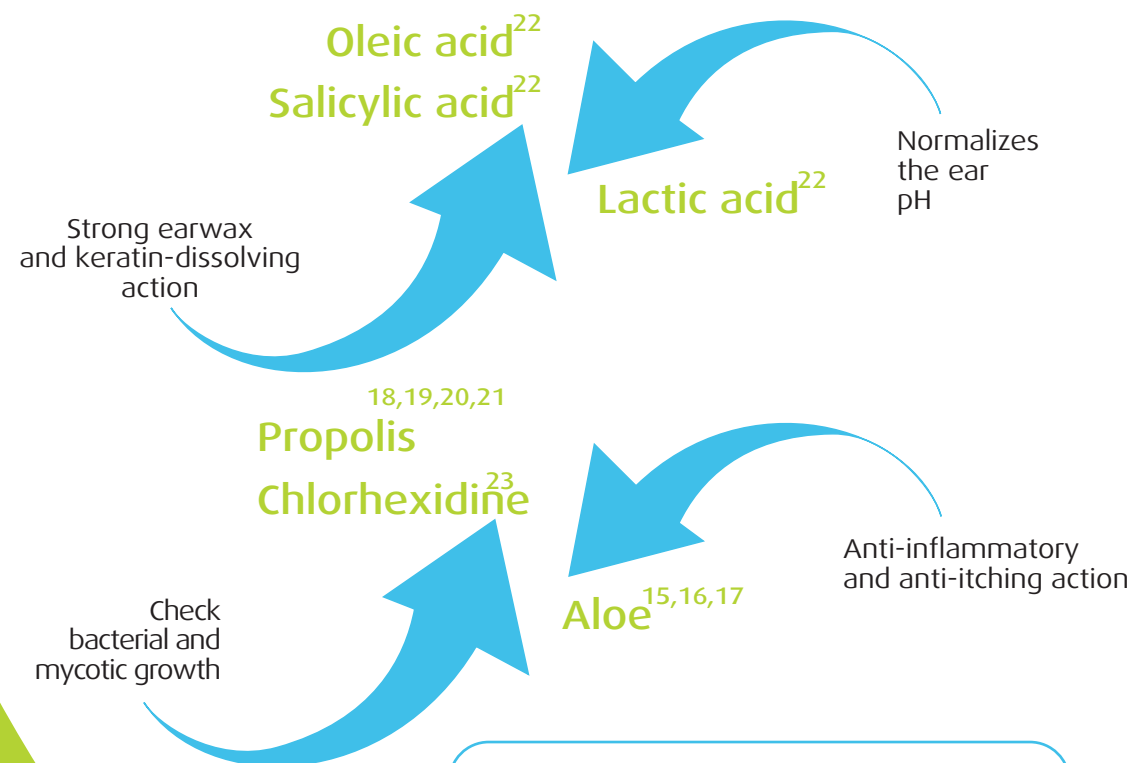 Oleic acid22
Salicylic acid22
Normalizes
the ear
pH
Lactic acid22
Strong earwax
and keratin-dissolving
action
18,19,20,21
Propolis
Chlorhexidine23
Anti-inflammatory
and anti-itching action
Aloe15,16,17
Check
bacterial and
mycotic growth